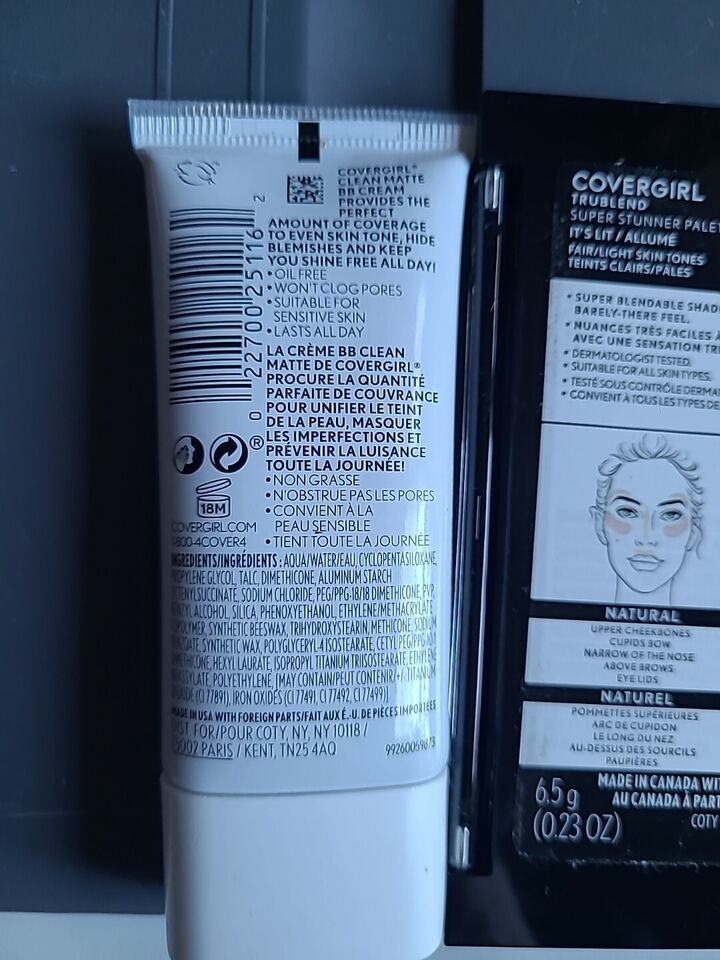 COVERGIRL®
CLEAN MATTE
BB CREAM
PROVIDES THE
PERFECT
AMOUNT OF COVERAGE
TO EVEN SKIN TONE, HIDE
BLEMISHES AND KEEP
YOU SHINE FREE ALL DAY!
• OIL FREE
• WON'T CLOG PORES
• SUITABLE FOR
SENSITIVE SKIN
• LASTS ALL DAY
LA CRÈME BB CLEAN
MATTE DE COVERGIRL®
PROCURE LA QUANTITÉ
PARFAITE DE COUVRANCE
POUR UNIFIER LE TEINT
DE LA PEAU, MASQUER
LES IMPERFECTIONS ET
PRÉVENIR LA LUISANCE
TOUTE LA JOURNÉE!
• NON GRASSE
• N'OBSTRUE PAS LES PORES
• CONVIENT À LA
PEAU SENSIBLE
• TIENT TOUTE LA JOURNÉE
0 22700 25116 2
®
18M
COVERGIRL.COM
1-800-4COVER4
INGREDIENTS/INGRÉDIENTS : AQUA/WATER/EAU, CYCLOPENTASILOXANE,
PROPYLENE GLYCOL, TALC, DIMETHICONE, ALUMINUM STARCH
OCTENYLSUCCINATE, SODIUM CHLORIDE, PEG/PPG-18/18 DIMETHICONE, PVP,
BENZYL ALCOHOL, SILICA, PHENOXYETHANOL, ETHYLENE/METHACRYLATE
COPOLYMER, SYNTHETIC BEESWAX, TRIHYDROXYSTEARIN, METHICONE, SODIUM
BENZOATE, SYNTHETIC WAX, POLYGLYCERYL-4 ISOSTEARATE, CETYL PEG/PPG-10/1
DIMETHICONE, HEXYL LAURATE, ISOPROPYL TITANIUM TRIISOSTEARATE, ETHYLENE
BRASSYLATE, POLYETHYLENE, [MAY CONTAIN/PEUT CONTENIR:+/-:TITANIUM
DIOXIDE (CI 77891), IRON OXIDES (CI 77491, CI 77492, CI 77499)]
MADE IN USA WITH FOREIGN PARTS/FAIT AUX É.-U. DE PIÈCES IMPORTÉES
DIST FOR/POUR COTY, NY, NY 10118 /
75002 PARIS / KENT, TN25 4AQ
99260059873
COVERGIRL
TRUBLEND
SUPER STUNNER PALET
IT'S LIT / ALLUMÉ
FAIR/LIGHT SKIN TONES
TEINTS CLAIRS/PÂLES
• SUPER BLENDABLE SHAD
BARELY-THERE FEEL.
• NUANCES TRÈS FACILES À
AVEC UNE SENSATION TR
• DERMATOLOGIST TESTED.
• SUITABLE FOR ALL SKIN TYPES.
• TESTÉ SOUS CONTRÔLE DERMA
• CONVIENT À TOUS LES TYPES DE
NATURAL
UPPER CHEEKBONES
CUPIDS BOW
NARROW OF THE NOSE
ABOVE BROWS
EYE LIDS
NATUREL
POMMETTES SUPÉRIEURES
ARC DE CUPIDON
LE LONG DU NEZ
AU-DESSUS DES SOURCILS
PAUPIÈRES
6.5 g
(0.23 OZ)
MADE IN CANADA WI
AU CANADA À PART
COTY